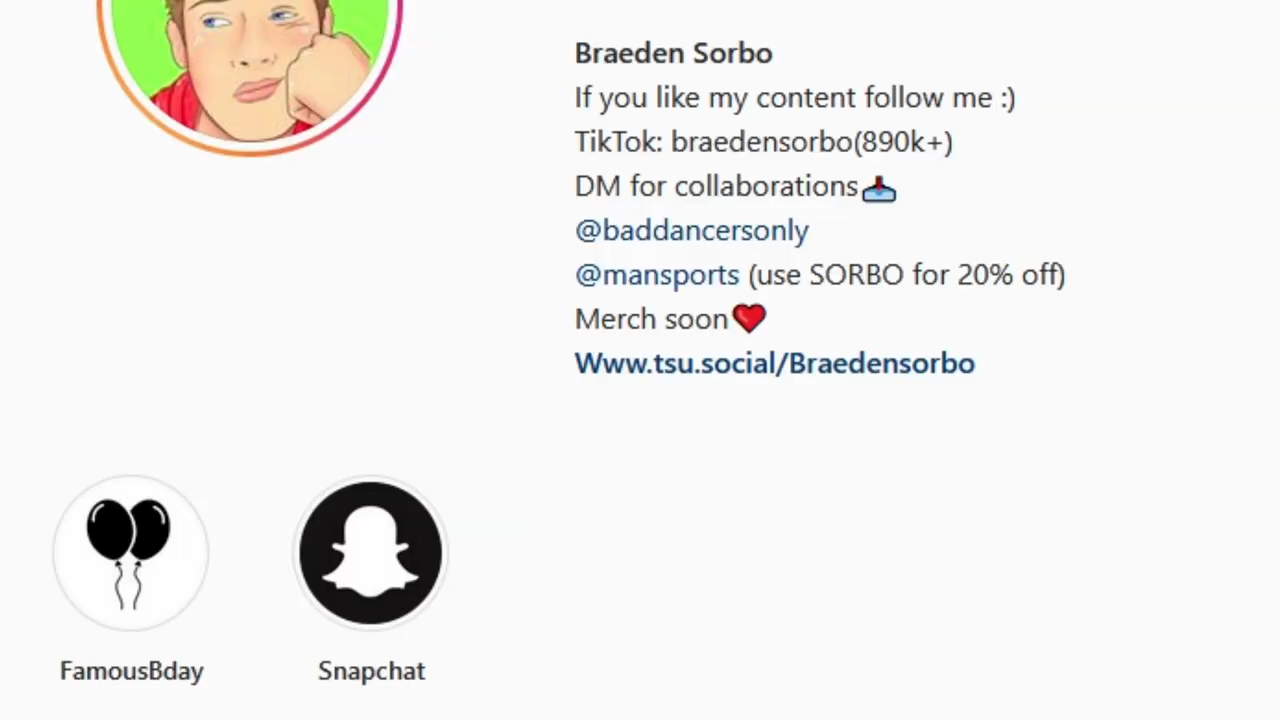 Braeden Sorbo
If you like my content follow me :)
TikTok: braedensorbo(890k+)
DM for collaborations📥
@baddancersonly
@mansports (use SORBO for 20% off)
Merch soon❤️
Www.tsu.social/Braedensorbo
FamousBday
Snapchat